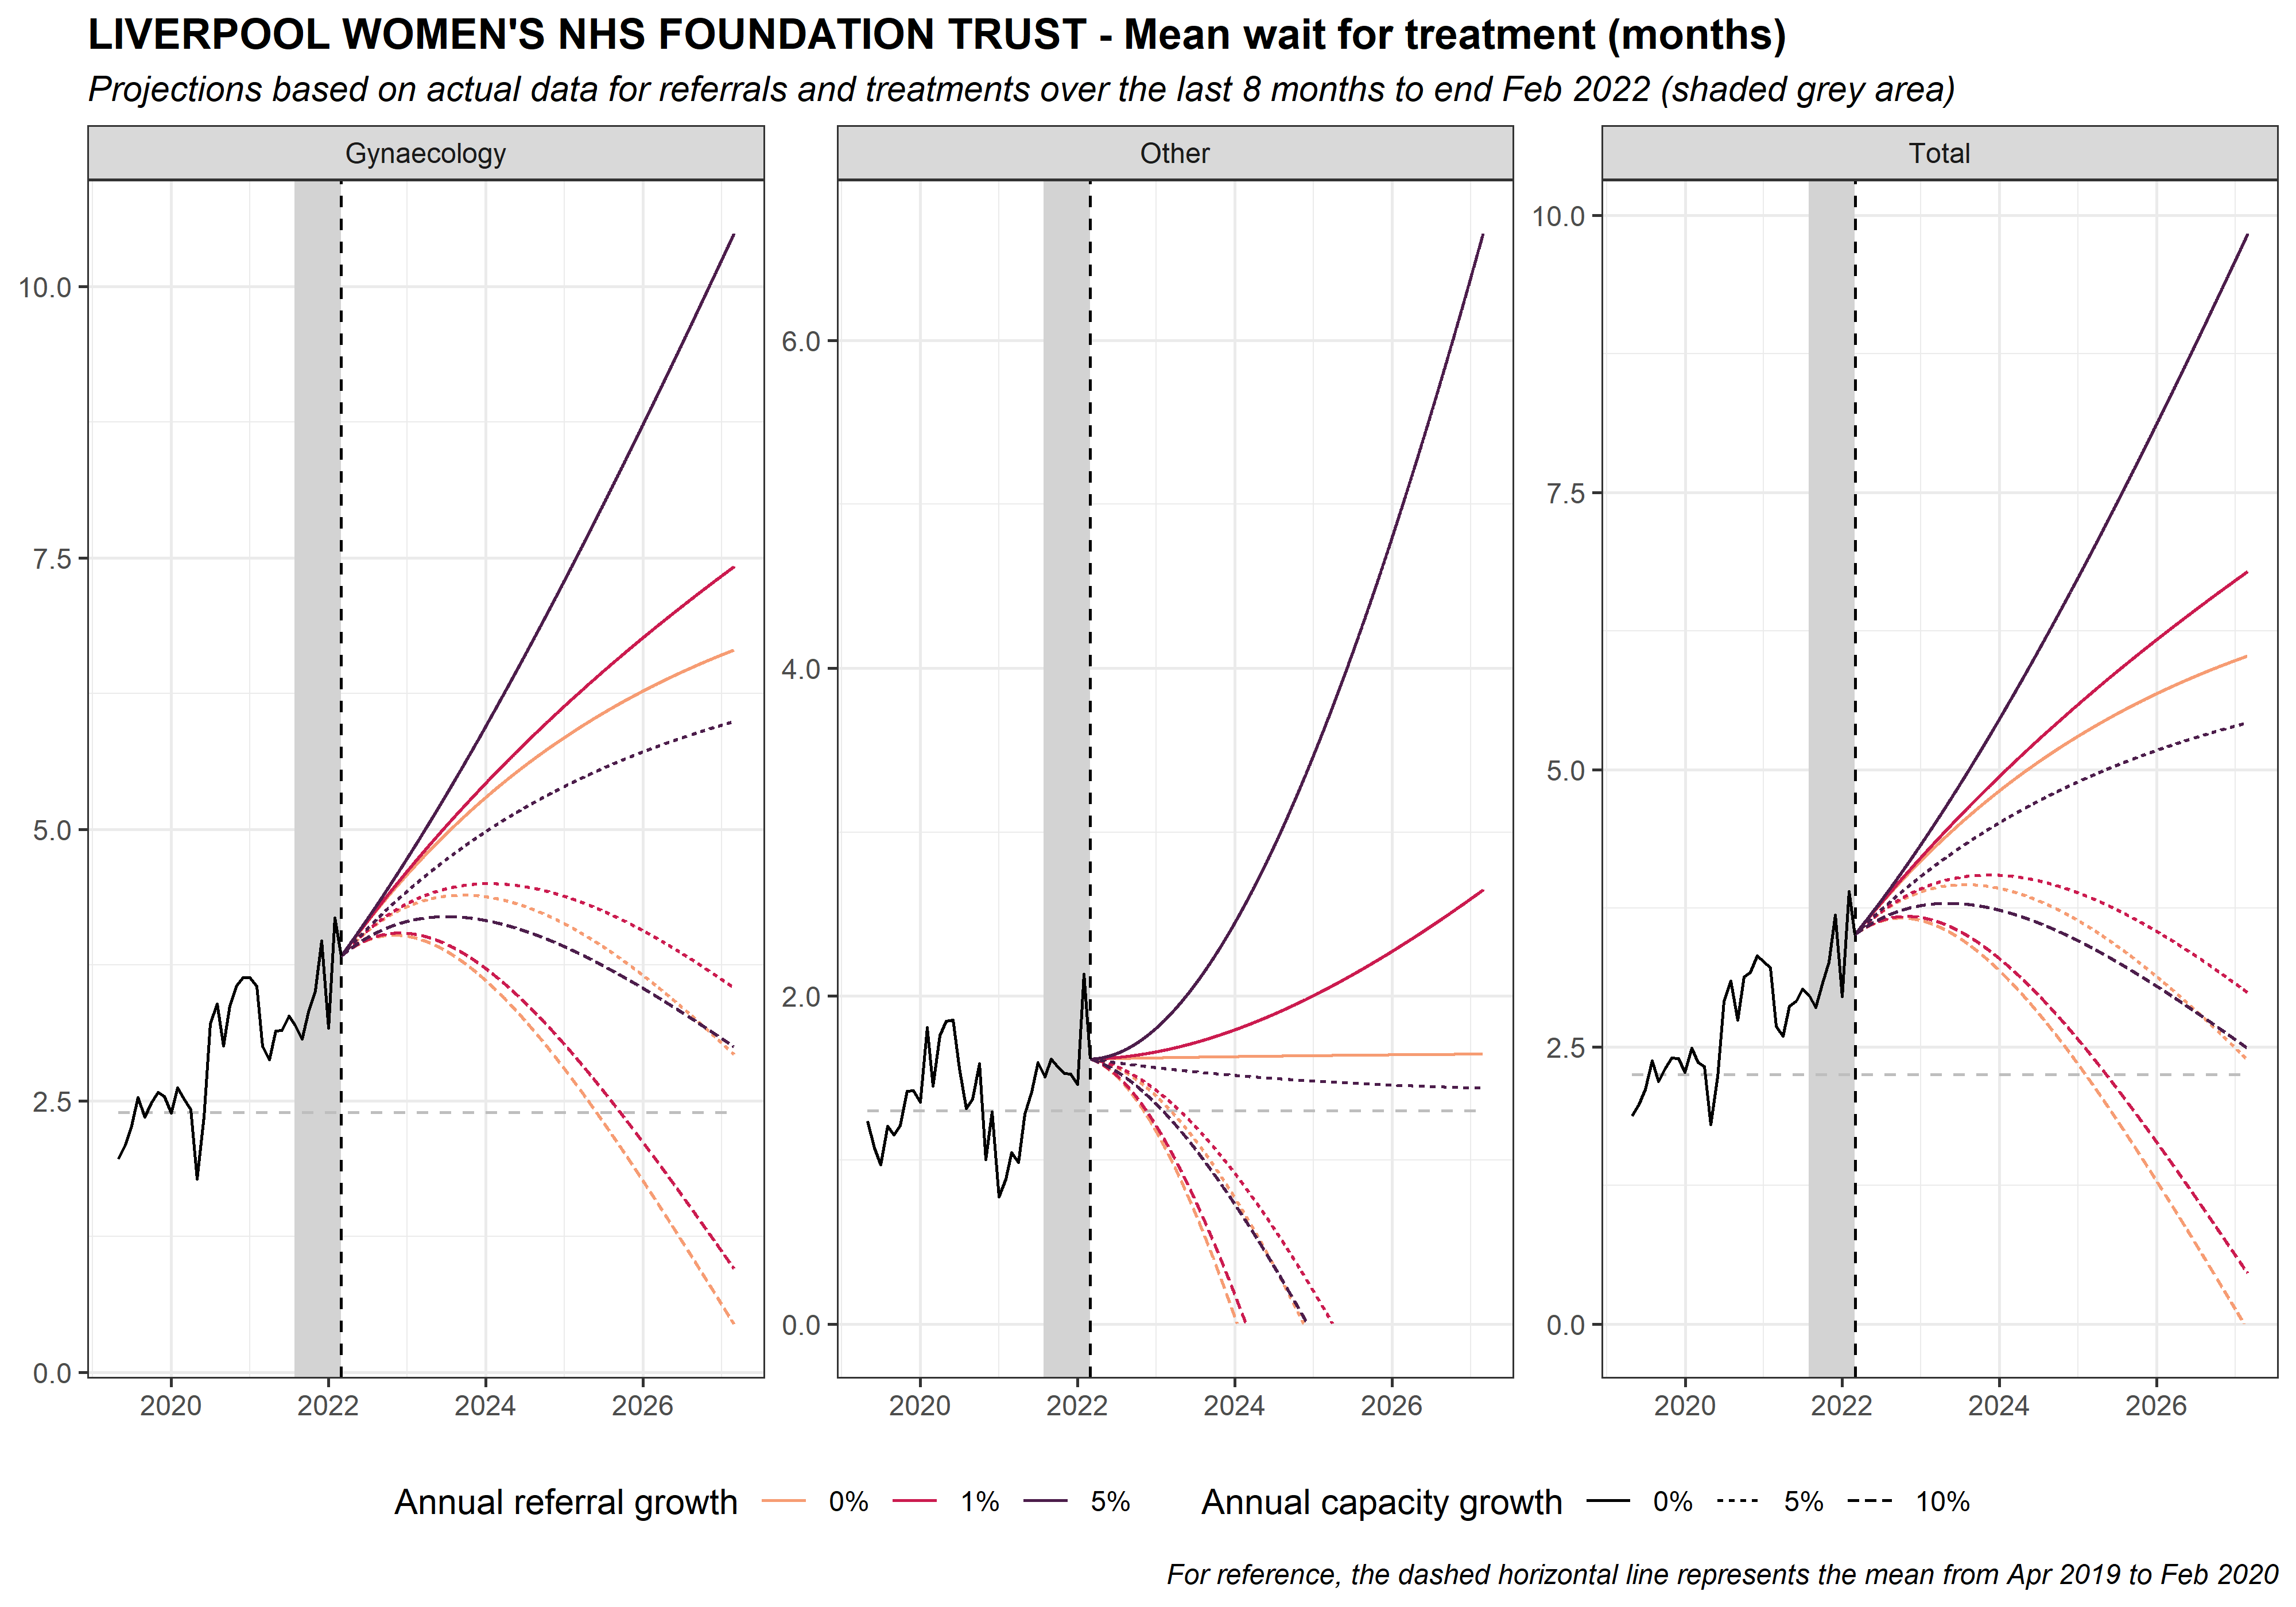 LIVERPOOL WOMEN'S NHS FOUNDATION TRUST - Mean wait for treatment (months)
Projections based on actual data for referrals and treatments over the last 8 months to end Feb 2022 (shaded grey area)
Gynaecology
10.0
7.5
5.0
2.5
0.0
2020 2022 2024 2026
Other
6.0
4.0
2.0
0.0
2020 2022 2024 2026
Total
10.0
7.5
5.0
2.5
0.0
2020 2022 2024 2026
Annual referral growth 0% 1% 5% Annual capacity growth 0% 5% 10%
For reference, the dashed horizontal line represents the mean from Apr 2019 to Feb 2020